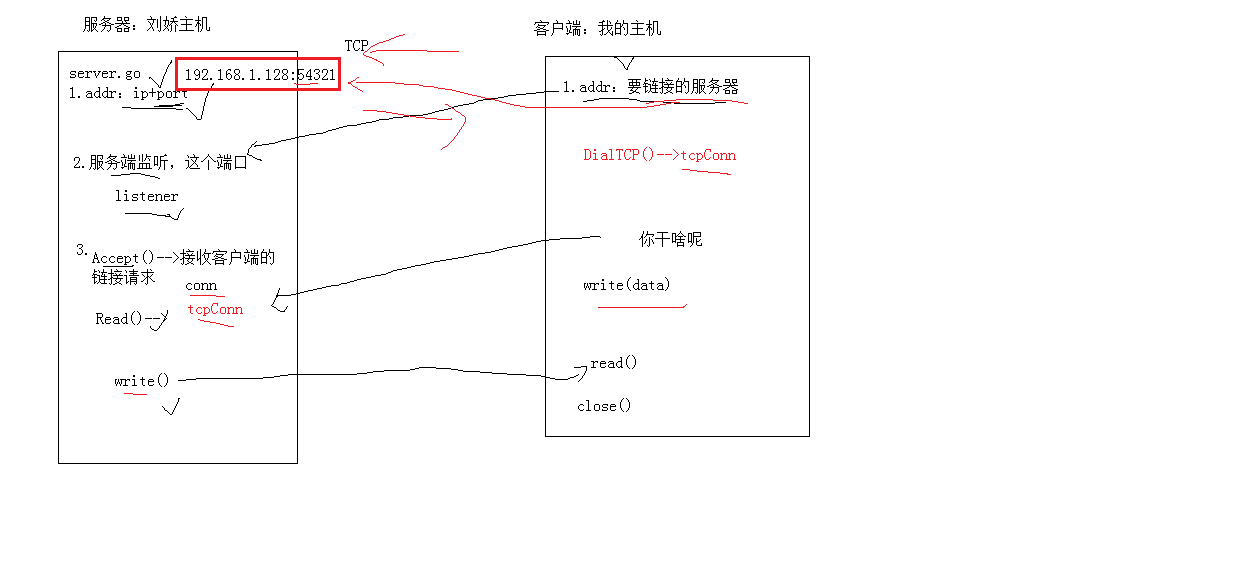 服务器：刘娇主机
server.go
192.168.1.128:54321
1.addr：ip+port
2.服务端监听，这个端口
listener
3.
Accept()-->接收客户端的
链接请求
conn
tcpConn
Read()-->
write()
TCP
客户端：我的主机
1.addr：要链接的服务器
DialTCP()-->tcpConn
你干啥呢
write(data)
read()
close()